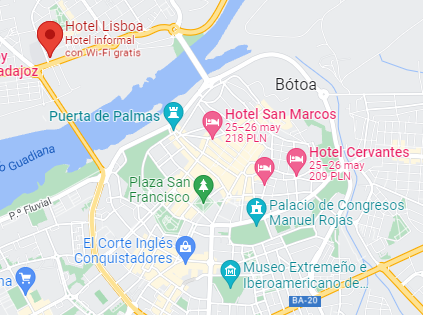 Hotel Lisboa
Hotel informal
con Wi-Fi gratis
adajoz
Bótoa
Puerta de Palmas
Hotel San Marcos
25–26 may
218 PLN
Guadiana
Hotel Cervantes
25–26 may
209 PLN
Plaza San
Francisco
P.º Fluvial
Palacio de Congresos
Manuel Rojas
El Corte Inglés
Conquistadores
Museo Extremeño e
Iberoamericano de...
BA-20